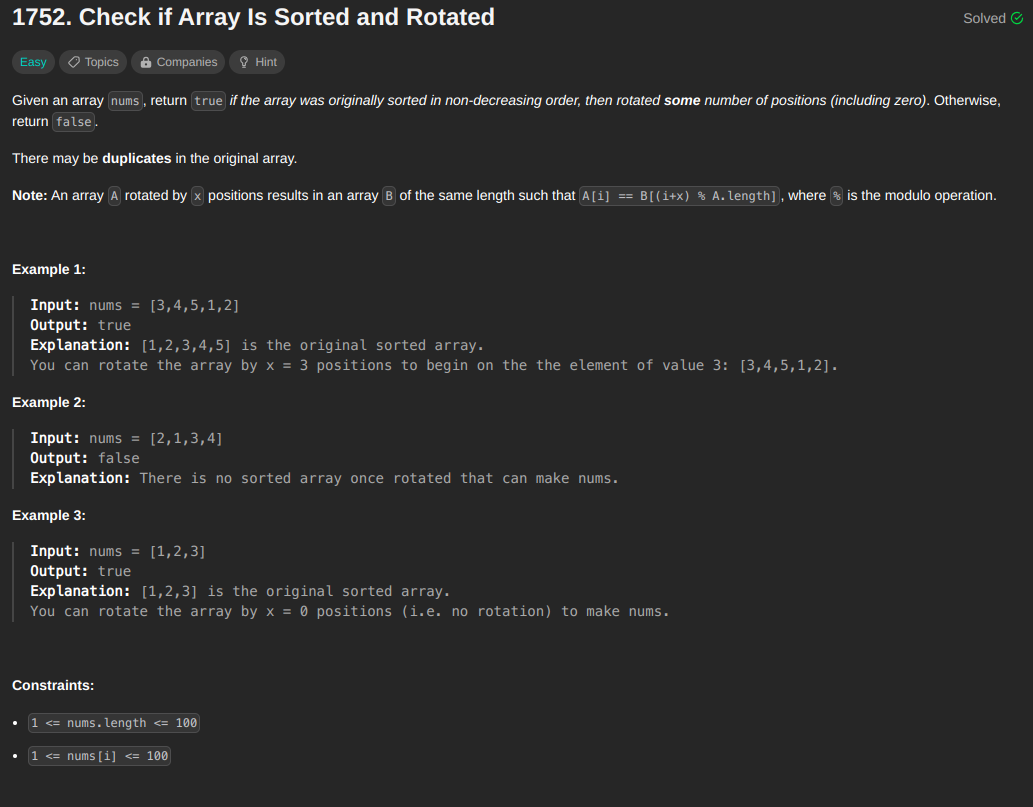 1752. Check if Array Is Sorted and Rotated
Solved
Easy Topics Companies Hint
Given an array nums, return true if the array was originally sorted in non-decreasing order, then rotated some number of positions (including zero). Otherwise,
return false.
There may be duplicates in the original array.
Note: An array A rotated by x positions results in an array B of the same length such that A[i] == B[(i+x) % A.length], where % is the modulo operation.
Example 1:
Input: nums = [3,4,5,1,2]
Output: true
Explanation: [1,2,3,4,5] is the original sorted array.
You can rotate the array by x = 3 positions to begin on the the element of value 3: [3,4,5,1,2].
Example 2:
Input: nums = [2,1,3,4]
Output: false
Explanation: There is no sorted array once rotated that can make nums.
Example 3:
Input: nums = [1,2,3]
Output: true
Explanation: [1,2,3] is the original sorted array.
You can rotate the array by x = 0 positions (i.e. no rotation) to make nums.
Constraints:
• 1 <= nums.length <= 100
• 1 <= nums[i] <= 100